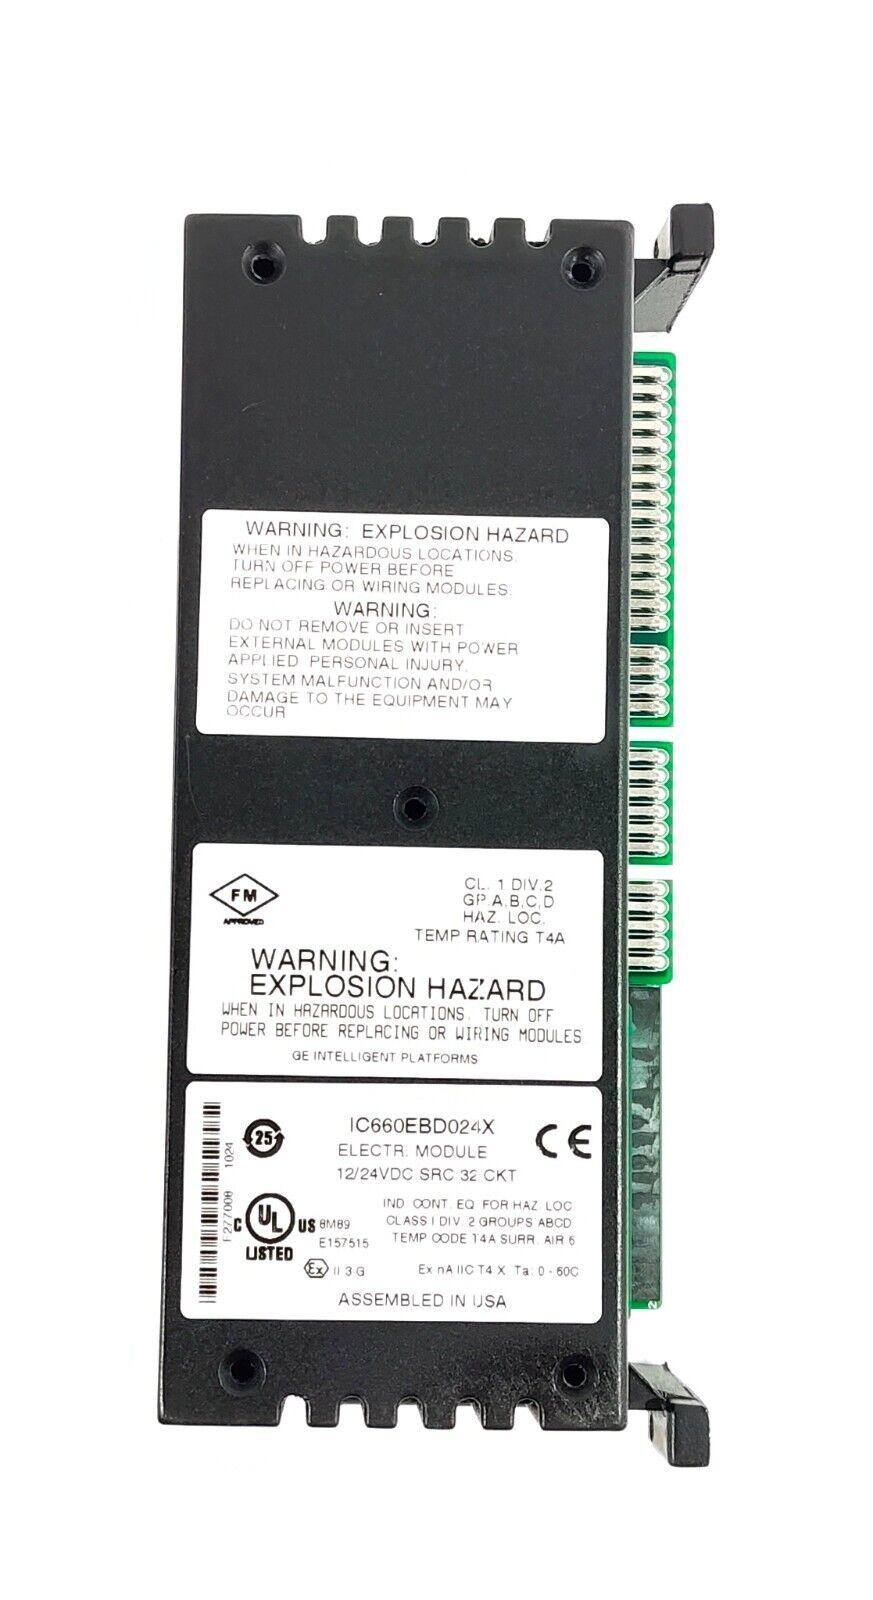 WARNING: EXPLOSION HAZARD
WHEN IN HAZARDOUS LOCATIONS.
TURN OFF POWER BEFORE
REPLACING OR WIRING MODULES.
WARNING:
DO NOT REMOVE OR INSERT
EXTERNAL MODULES WITH POWER
APPLIED. PERSONAL INJURY.
SYSTEM MALFUNCTION AND/OR
DAMAGE TO THE EQUIPMENT MAY
OCCUR
FM
APPROVED
CL. 1 DIV.2
GP.A,B,C,D
HAZ. LOC.
TEMP RATING T4A
WARNING:
EXPLOSION HAZARD
WHEN IN HAZARDOUS LOCATIONS. TURN OFF
POWER BEFORE REPLACING OR WIRING MODULES
GE INTELLIGENT PLATFORMS
1024
F277008
25
IC660EBD024X
ELECTR. MODULE
12/24VDC SRC 32 CKT
CE
C UL US
LISTED
8M89
E157515
IND. CONT. EQ. FOR HAZ. LOC
CLASS I DIV. 2 GROUPS ABCD
TEMP CODE T4A SURR. AIR 6
Ex II 3 G
Ex nA IIC T4 X Ta: 0 - 60C
ASSEMBLED IN USA